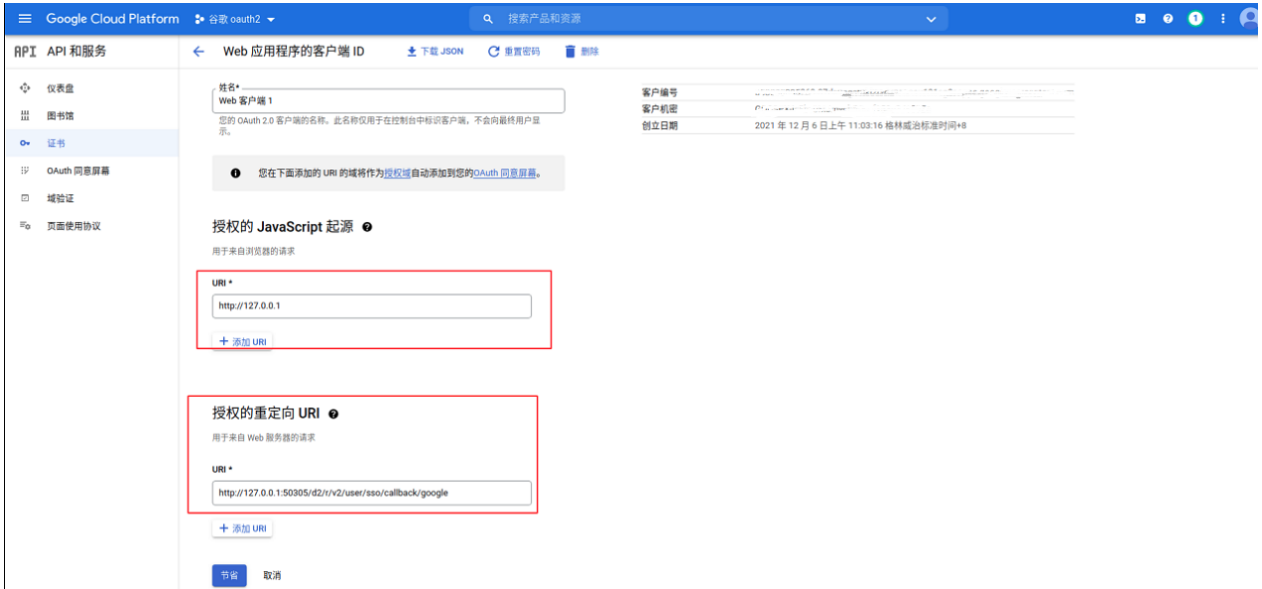 Google Cloud Platform
谷歌 oauth2
搜索产品和资源
1
API API 和服务
Web 应用程序的客户端 ID
下载 JSON
重置密码
删除
仪表盘
图书馆
证书
OAuth 同意屏幕
域验证
页面使用协议
姓名*
Web 客户端 1
您的 OAuth 2.0 客户端的名称。此名称仅用于在控制台中标识客户端，不会向最终用户显
示。
您在下面添加的 URI 的域将作为授权域自动添加到您的OAuth 同意屏幕。
授权的 JavaScript 起源
用于来自浏览器的请求
URI *
http://127.0.0.1
添加 URI
授权的重定向 URI
用于来自 Web 服务器的请求
URI *
http://127.0.0.1:50305/d2/r/v2/user/sso/callback/google
添加 URI
节省
取消
客户编号
客户机密
创立日期
2021 年 12 月 6 日上午 11:03:16 格林威治标准时间+8